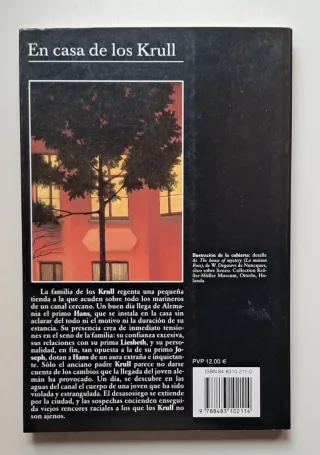 En casa de los Krull
Ilustración de la cubierta: detalle
de The house of mystery (La maison
Rose), de W. Degouve de Nuncques,
óleo sobre lienzo. Collection Krö-
ller-Müller Museum, Otterlo, Ho-
landa.
La familia de los Krull regenta una pequeña
tienda a la que acuden sobre todo los marineros
de un canal cercano. Un buen día llega de Alema-
nia el primo Hans, que se instala en la casa sin
aclarar del todo ni el motivo ni la duración de su
estancia. Su presencia crea de inmediato tensio-
nes en el seno de la familia: su confianza excesiva,
sus relaciones con su prima Liesbeth, y su perso-
nalidad, en fin, tan opuesta a la de su primo Jo-
seph, dotan a Hans de un aura extraña e inquietan-
te. Sólo el anciano padre Krull parece no darse
cuenta de los cambios que la llegada del joven ale-
mán ha provocado. Un día, se descubre en las
aguas del canal el cuerpo de una joven que ha sido
violada y estrangulada. El desasosiego se extiende
por la ciudad, y las sospechas encienden enseguida
viejos rencores raciales a los que los Krull no
son ajenos.
PVP 12,00 €
ISBN 84-8310-211-0
9 788483 102114